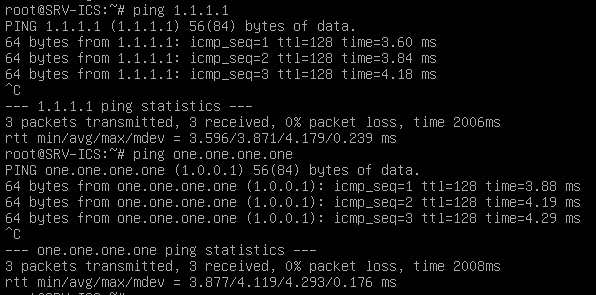 root@SRV-ICS:~# ping 1.1.1.1
PING 1.1.1.1 (1.1.1.1) 56(84) bytes of data.
64 bytes from 1.1.1.1: icmp_seq=1 ttl=128 time=3.60 ms
64 bytes from 1.1.1.1: icmp_seq=2 ttl=128 time=3.84 ms
64 bytes from 1.1.1.1: icmp_seq=3 ttl=128 time=4.18 ms
^C
--- 1.1.1.1 ping statistics ---
3 packets transmitted, 3 received, 0% packet loss, time 2006ms
rtt min/avg/max/mdev = 3.596/3.871/4.179/0.239 ms
root@SRV-ICS:~# ping one.one.one.one
PING one.one.one.one (1.0.0.1) 56(84) bytes of data.
64 bytes from one.one.one.one (1.0.0.1): icmp_seq=1 ttl=128 time=3.88 ms
64 bytes from one.one.one.one (1.0.0.1): icmp_seq=2 ttl=128 time=4.19 ms
64 bytes from one.one.one.one (1.0.0.1): icmp_seq=3 ttl=128 time=4.29 ms
^C
--- one.one.one.one ping statistics ---
3 packets transmitted, 3 received, 0% packet loss, time 2008ms
rtt min/avg/max/mdev = 3.877/4.119/4.293/0.176 ms
root@SRV-ICS:~#